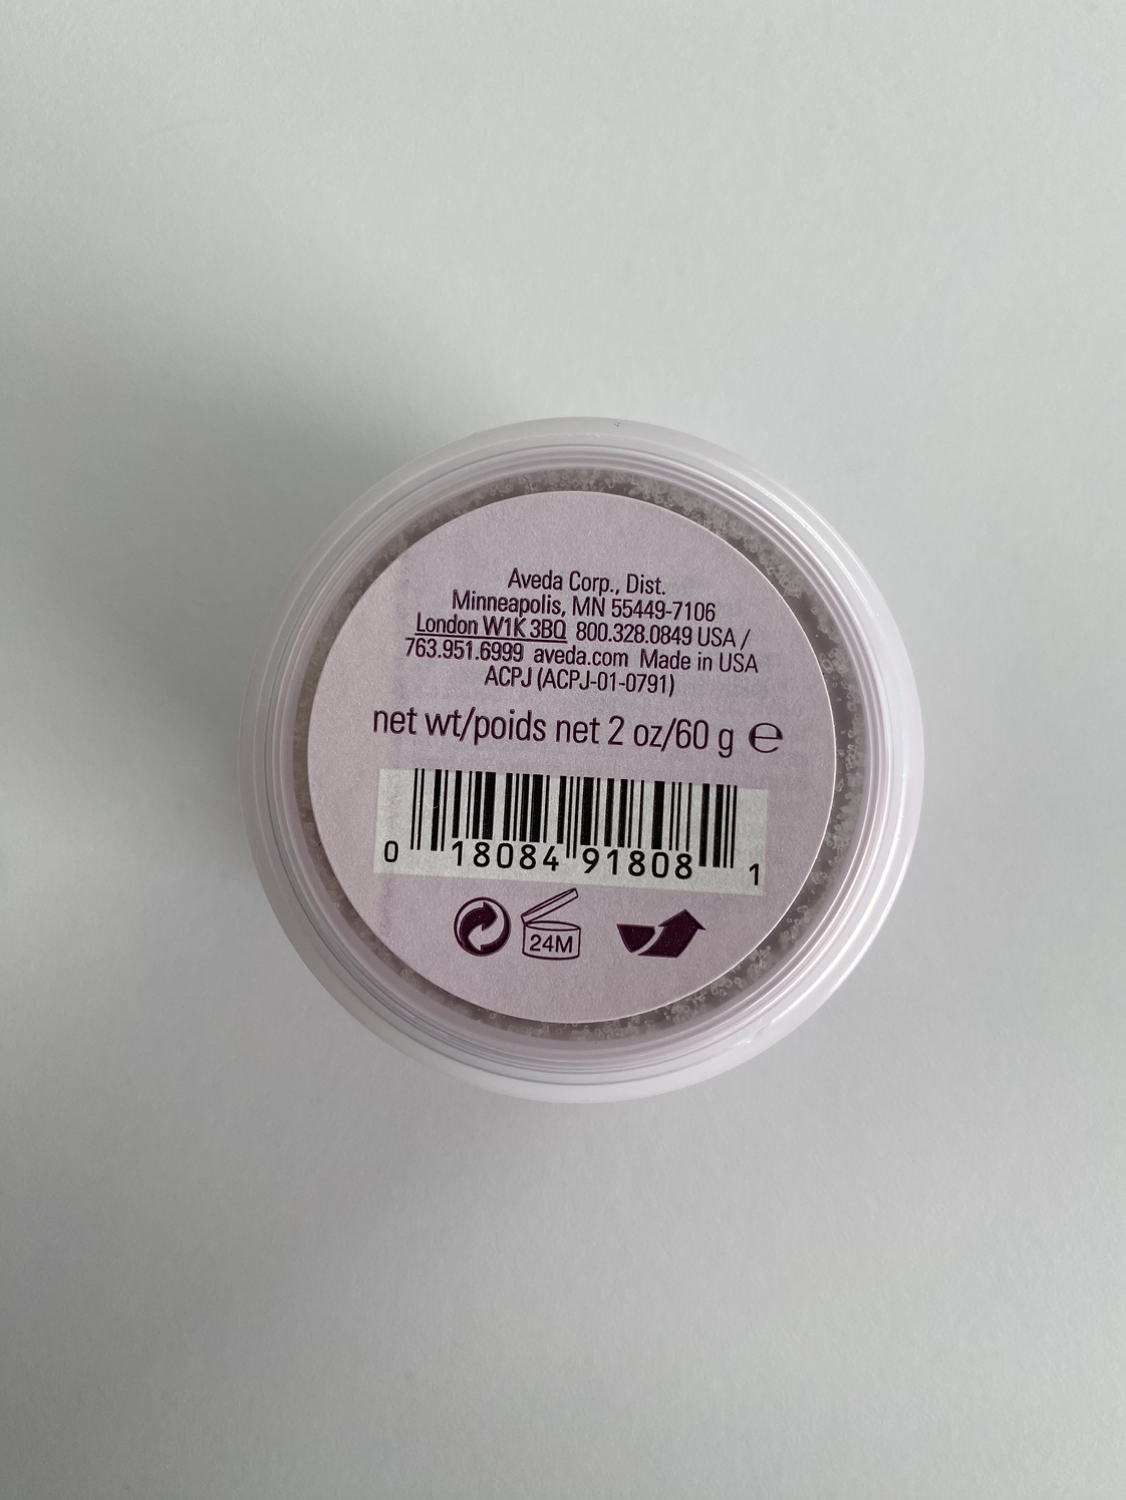 Aveda Corp., Dist.
Minneapolis, MN 55449-7106
London W1K 3BQ 800.328.0849 USA /
763.951.6999 aveda.com Made in USA
ACPJ (ACPJ-01-0791)
net wt/poids net 2 oz/60 g ℮
0 18084 91808 1
24M